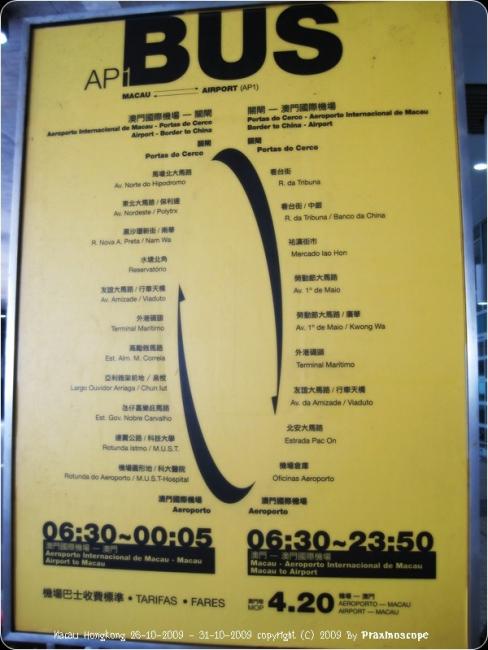 AP1 BUS
MACAU AIRPORT (AP1)
澳門國際機場 — 關閘
Aeroporto Internacional de Macau - Portas do Cerco
Airport - Border to China
關閘 — 澳門國際機場
Portas do Cerco - Aeroporto Internacional de Macau
Border to China - Airport
關閘
Portas do Cerco
關閘
Portas do Cerco
馬場北大馬路
Av. Norte do Hipodromo
東北大馬路 / 保利達
Av. Nordeste / Polytrx
黑沙環新街 / 南華
R. Nova A. Preta / Nam Wa
水塘北角
Reservatório
友誼大馬路 / 行車天橋
Av. Amizade / Viaduto
外港碼頭
Terminal Marítimo
高勵雅馬路
Est. Alm. M. Correia
亞利鴉架前地 /
Largo Ouvidor Arriaga / Chun Iut
氹仔嘉樂庇馬路
Est. Gov. Nobre Carvalho
連貫公路 / 科技大學
Rotunda Istmo / M.U.S.T.
機場圓形地 / 科大醫院
Rotunda do Aeroporto / M.U.S.T-Hospital
澳門國際機場
Aeroporto
看台街
R. da Tribuna
看台街 / 中銀
R. da Tribuna / Banco da China
祐漢街市
Mercado Iao Hon
勞動節大馬路
Av. 1º de Maio
勞動節大馬路 / 廣華
Av. 1º de Maio / Kwong Wa
外港碼頭
Terminal Marítimo
友誼大馬路 / 行車天橋
Av. da Amizade / Viaduto
北安大馬路
Estrada Pac On
機場倉庫
Oficinas Aeroporto
澳門國際機場
Aeroporto
06:30~00:05
澳門國際機場 — 澳門
Aeroporto Internacional de Macau - Macau
Airport to Macau
06:30~23:50
澳門 — 澳門國際機場
Macau - Aeroporto Internacional de Macau
Macau to Airport
機場巴士收費標準 • TARIFAS • FARES
澳門幣
MOP 4.20
機場 — 澳門
AEROPORTO — MACAU
AIRPORT — MACAU
Macau Hongkong 26-10-2009 - 31-10-2009 copyright (C) 2009 By Praxinoscope